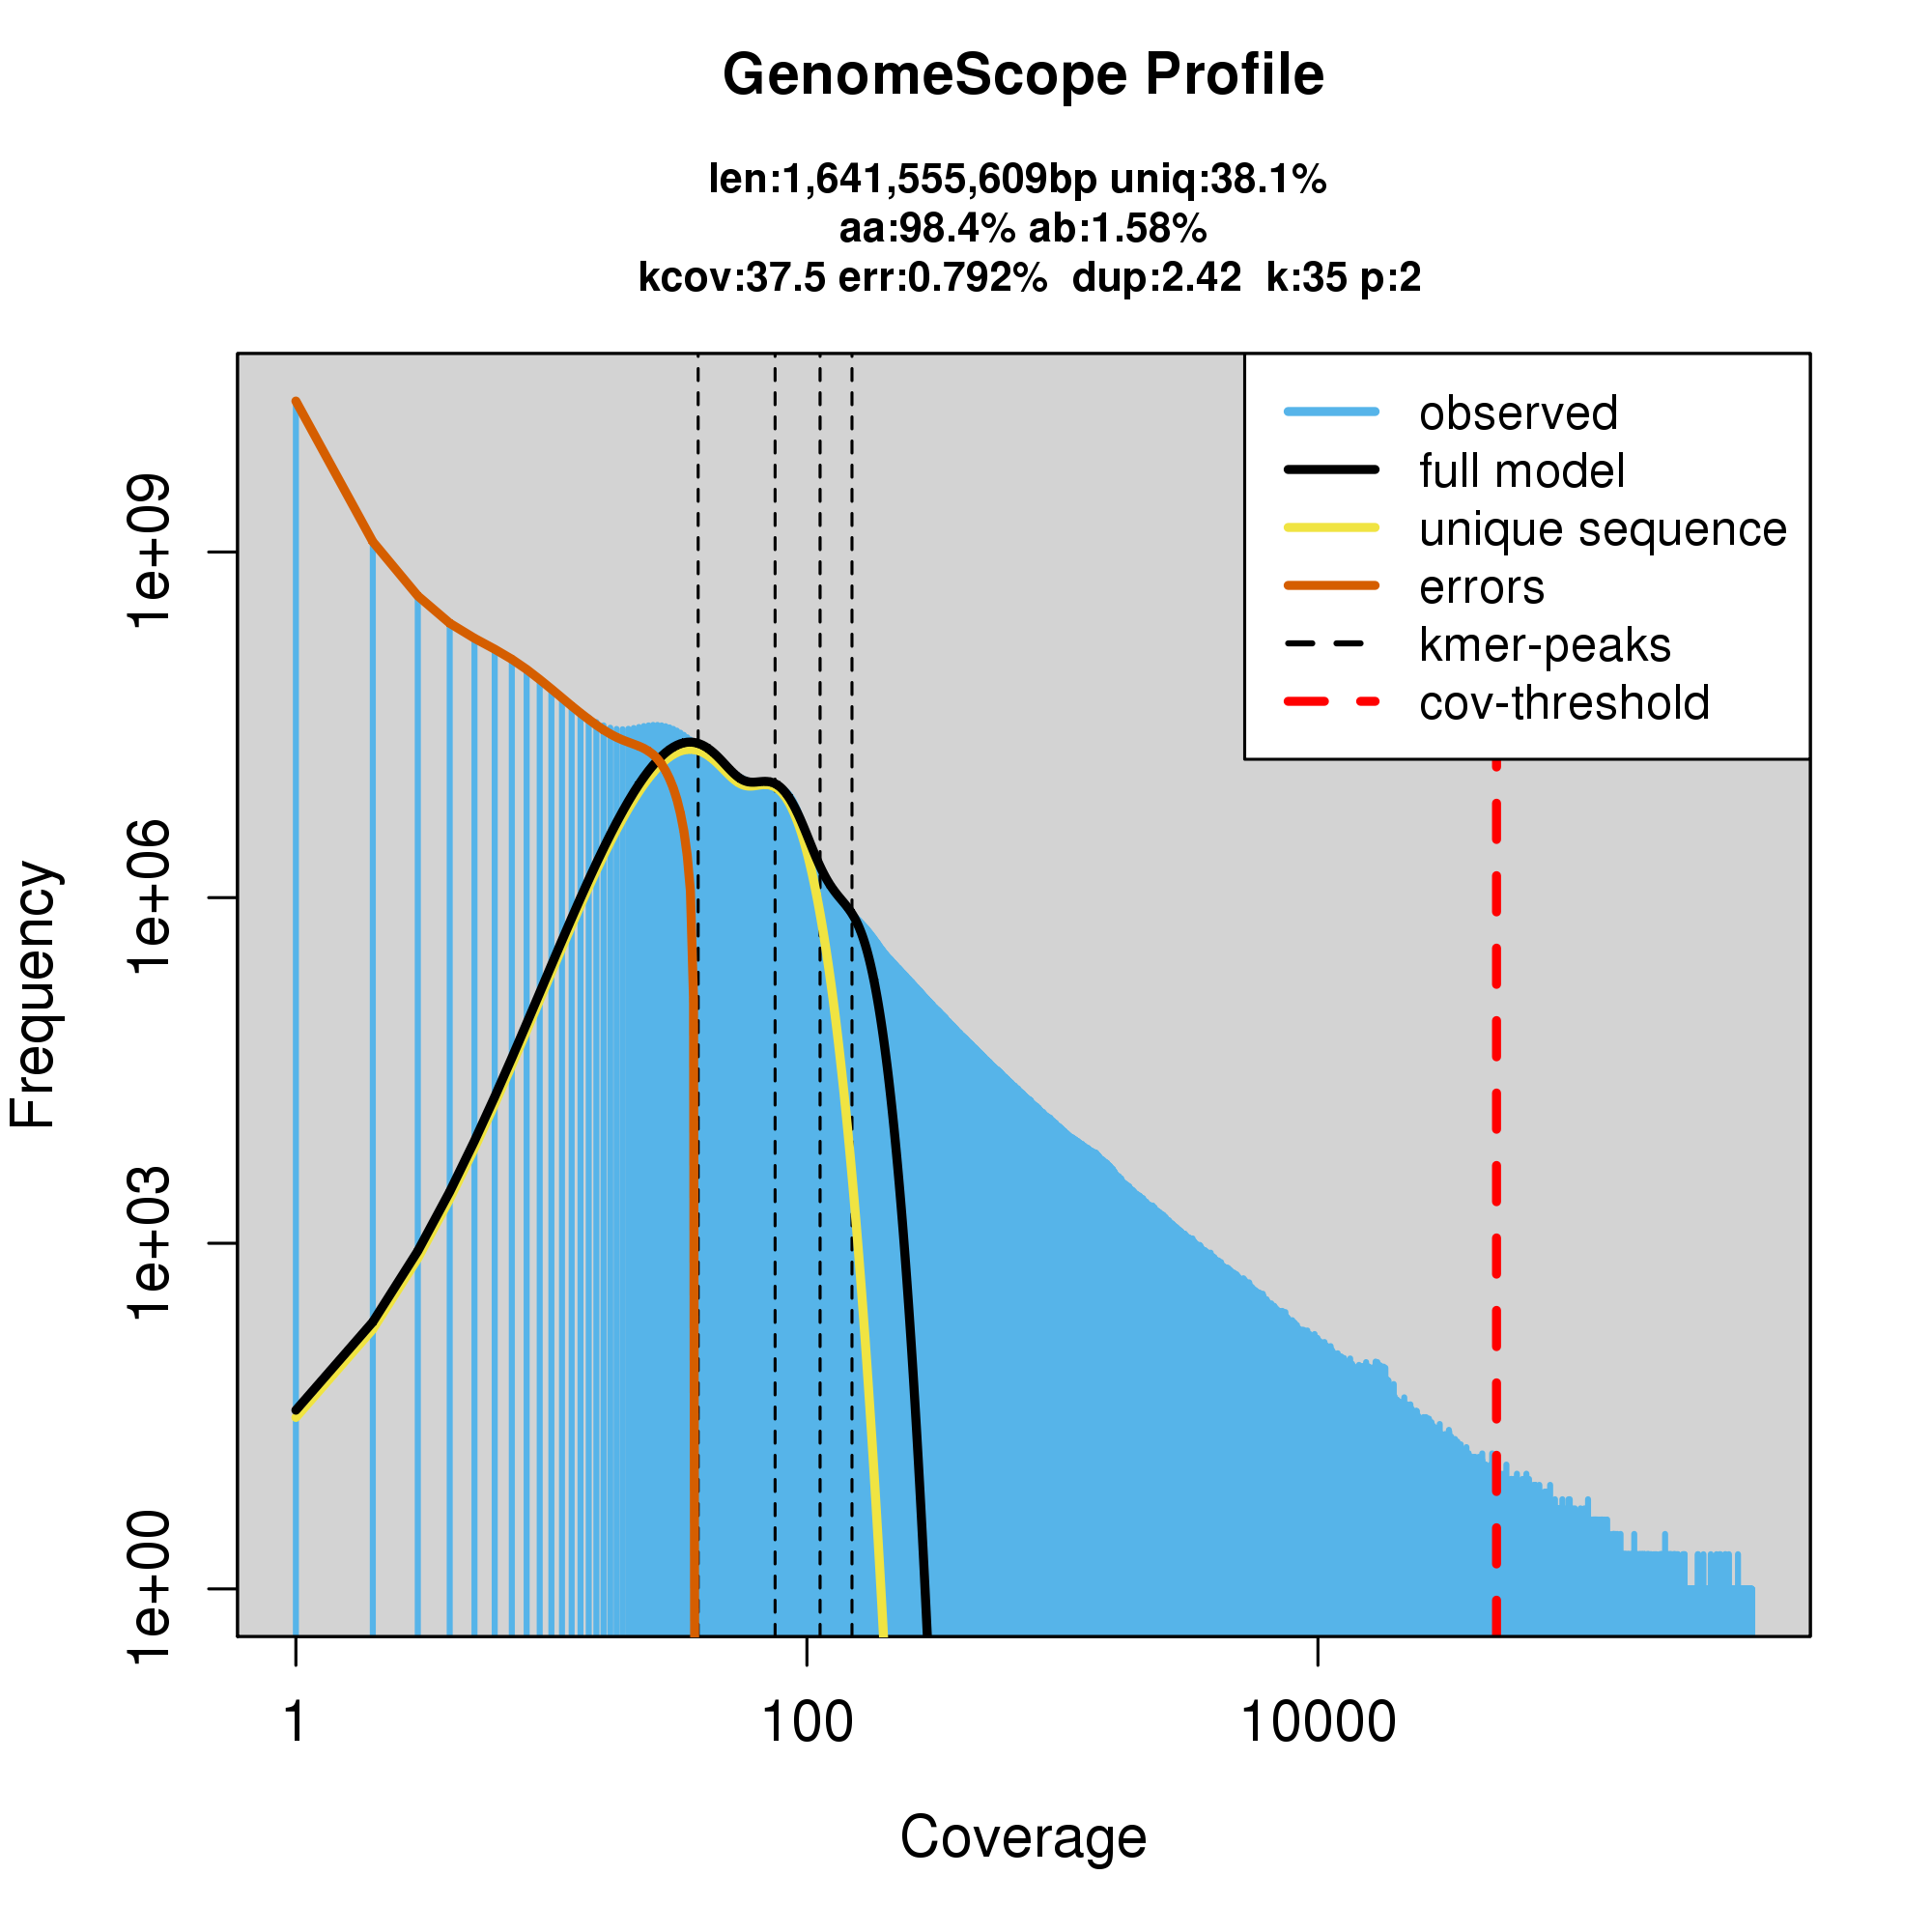 GenomeScope Profile
len:1,641,555,609bp uniq:38.1%
aa:98.4% ab:1.58%
kcov:37.5 err:0.792%  dup:2.42  k:35 p:2
observed
full model
unique sequence
errors
kmer-peaks
cov-threshold
1e+09
1e+06
1e+03
1e+00
Frequency
1
100
10000
Coverage